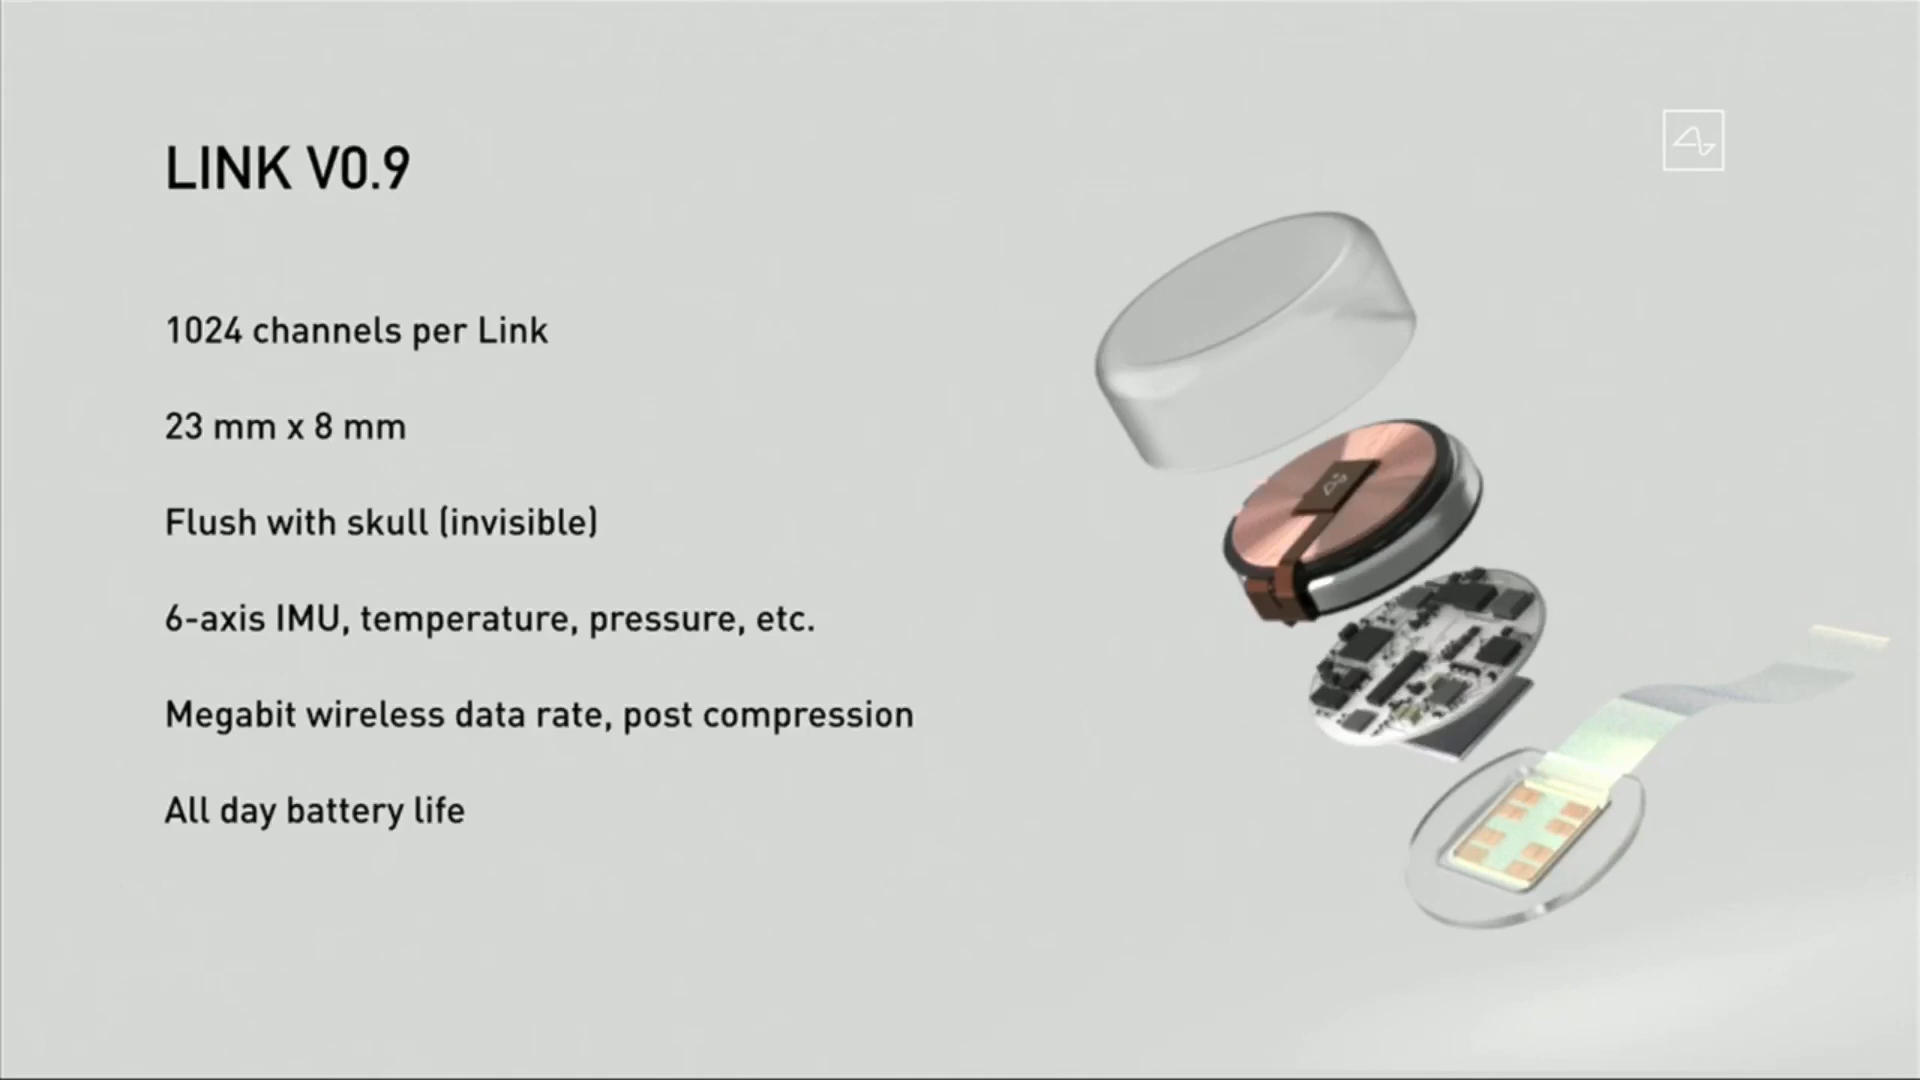 LINK V0.9
1024 channels per Link
23 mm x 8 mm
Flush with skull (invisible)
6-axis IMU, temperature, pressure, etc.
Megabit wireless data rate, post compression
All day battery life